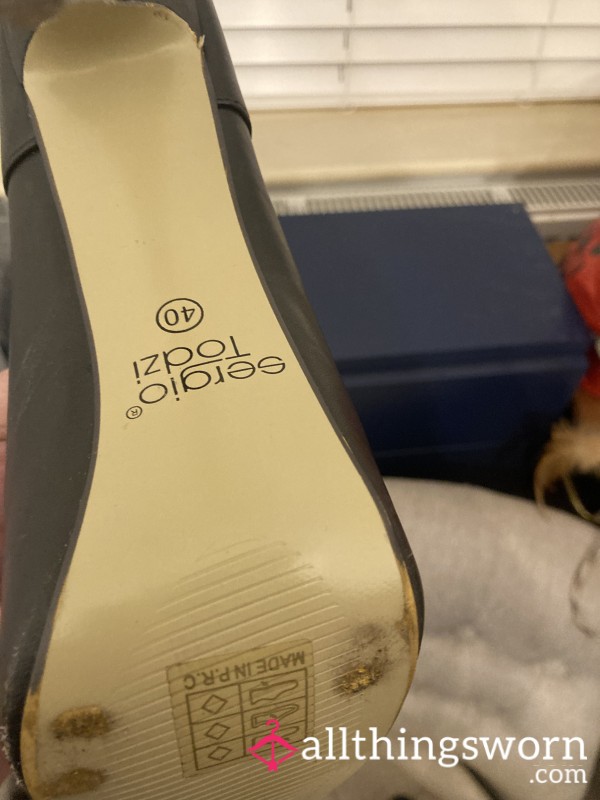 sergio
Todzi
®
40
MADE IN P.R.C
allthingsworn
.com